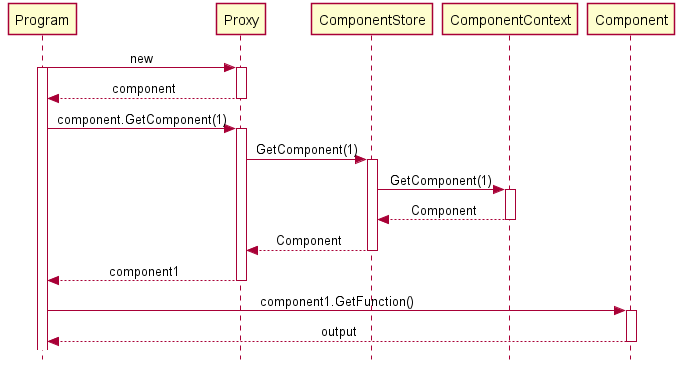 Program
Proxy
ComponentStore
ComponentContext
Component
new
component
component.GetComponent(1)
GetComponent(1)
GetComponent(1)
Component
Component
component1
component1.GetFunction()
output